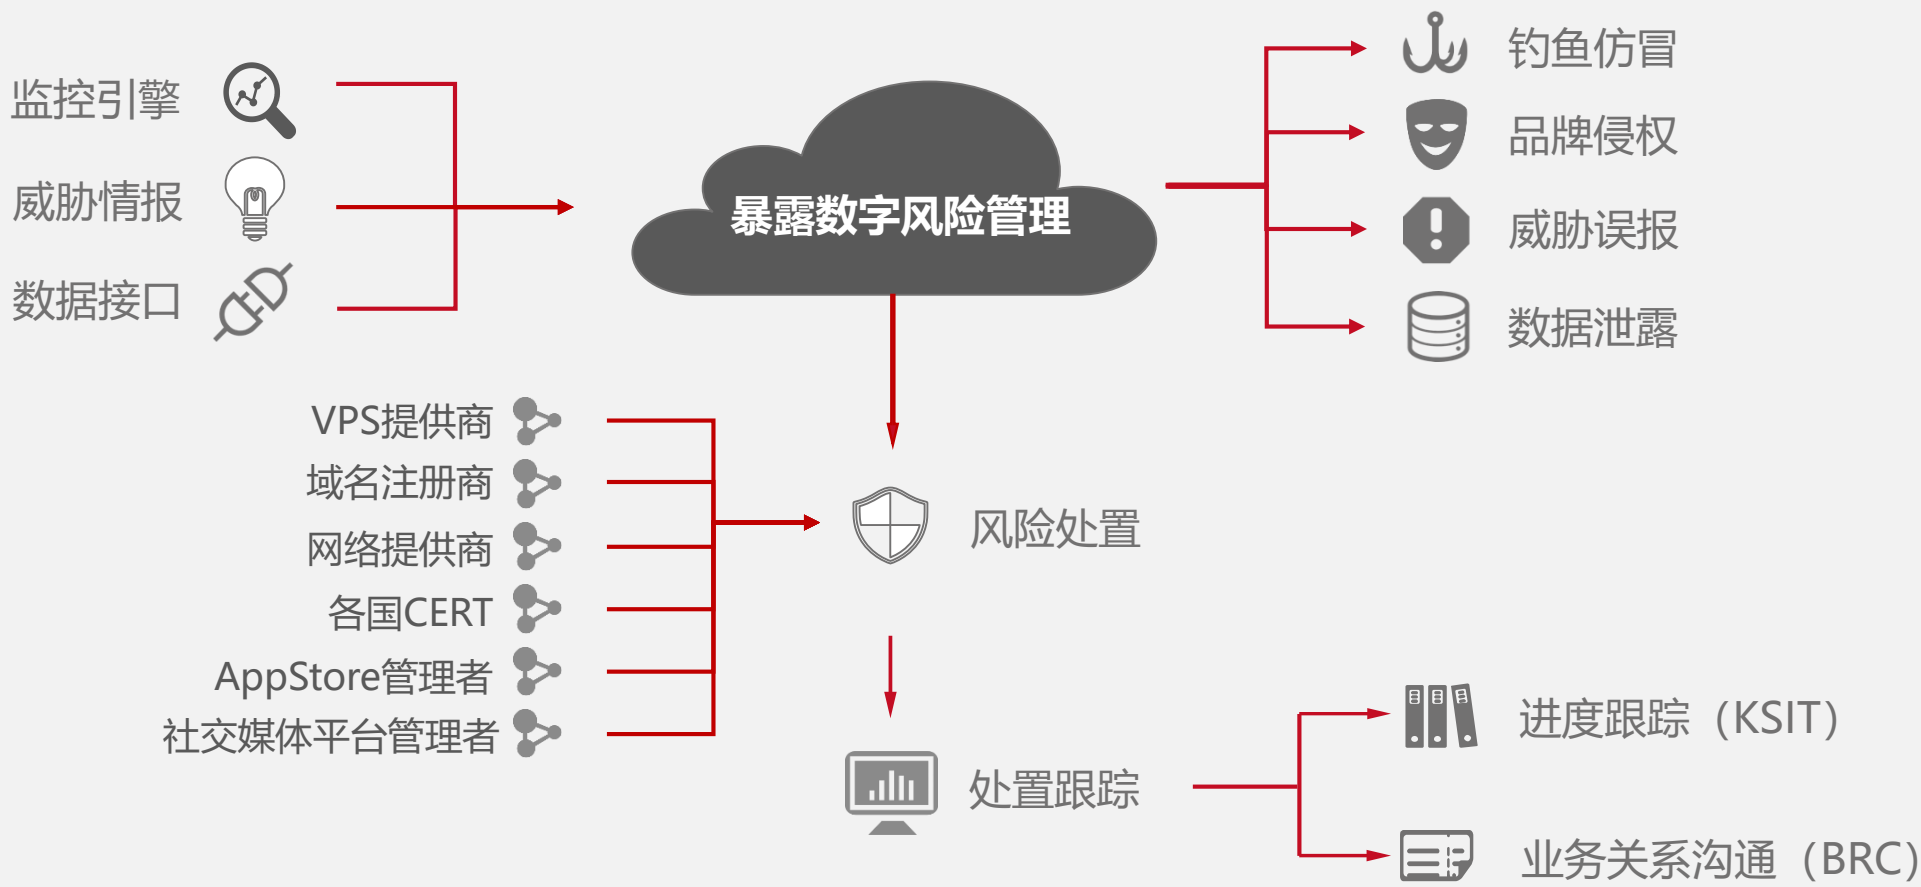 监控引擎
威胁情报
数据接口
暴露数字风险管理
钓鱼仿冒
品牌侵权
威胁误报
数据泄露
VPS提供商
域名注册商
网络提供商
各国CERT
AppStore管理者
社交媒体平台管理者
风险处置
处置跟踪
进度跟踪（KSIT）
业务关系沟通（BRC）